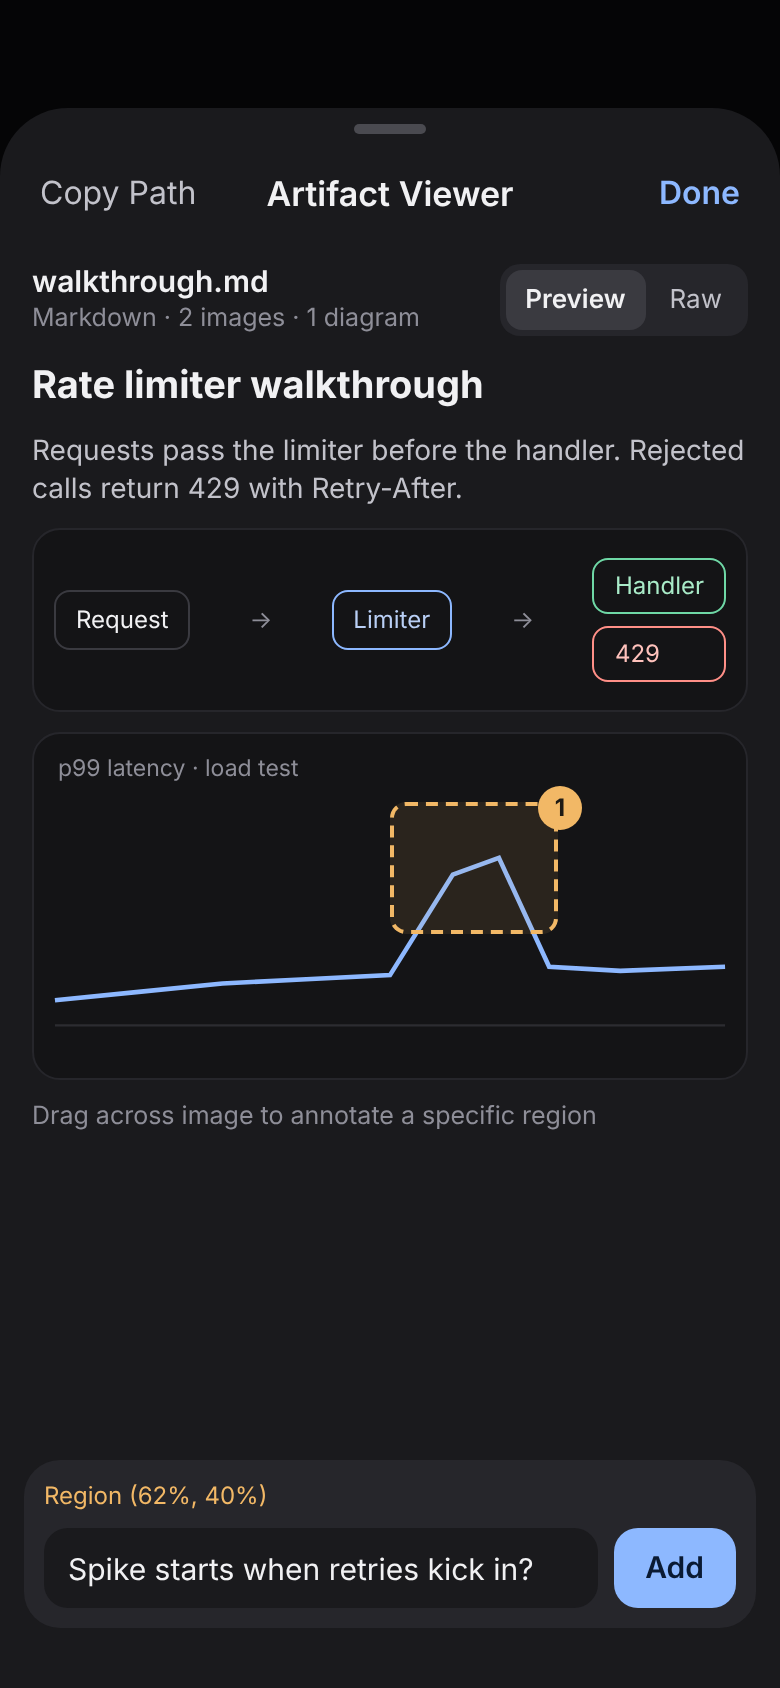 Copy Path
Artifact Viewer
Done
walkthrough.md
Markdown · 2 images · 1 diagram
Preview
Raw
Rate limiter walkthrough
Requests pass the limiter before the handler. Rejected
calls return 429 with Retry-After.
Request
→
Limiter
→
Handler
429
p99 latency · load test
1
Drag across image to annotate a specific region
Region (62%, 40%)
Spike starts when retries kick in?
Add